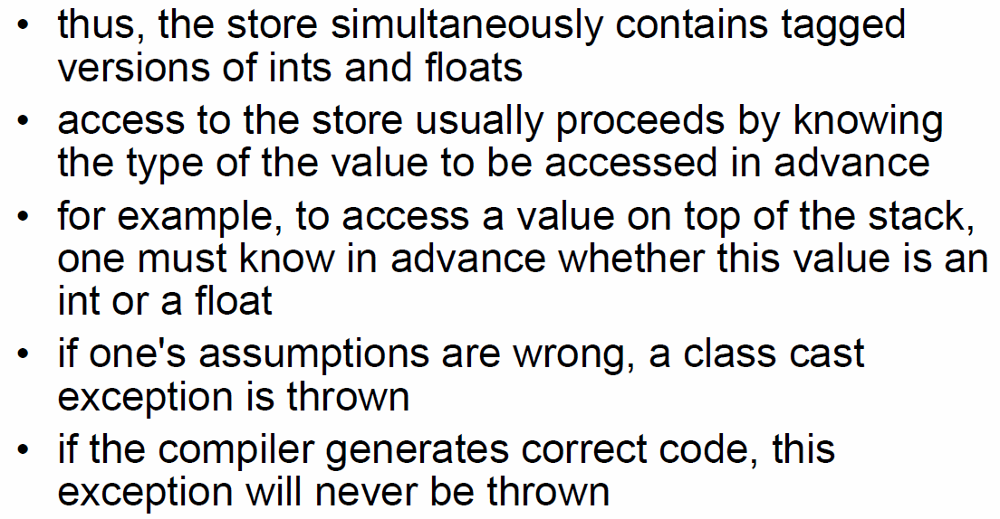 • thus, the store simultaneously contains tagged
versions of ints and floats
• access to the store usually proceeds by knowing
the type of the value to be accessed in advance
• for example, to access a value on top of the stack,
one must know in advance whether this value is an
int or a float
• if one's assumptions are wrong, a class cast
exception is thrown
• if the compiler generates correct code, this
exception will never be thrown